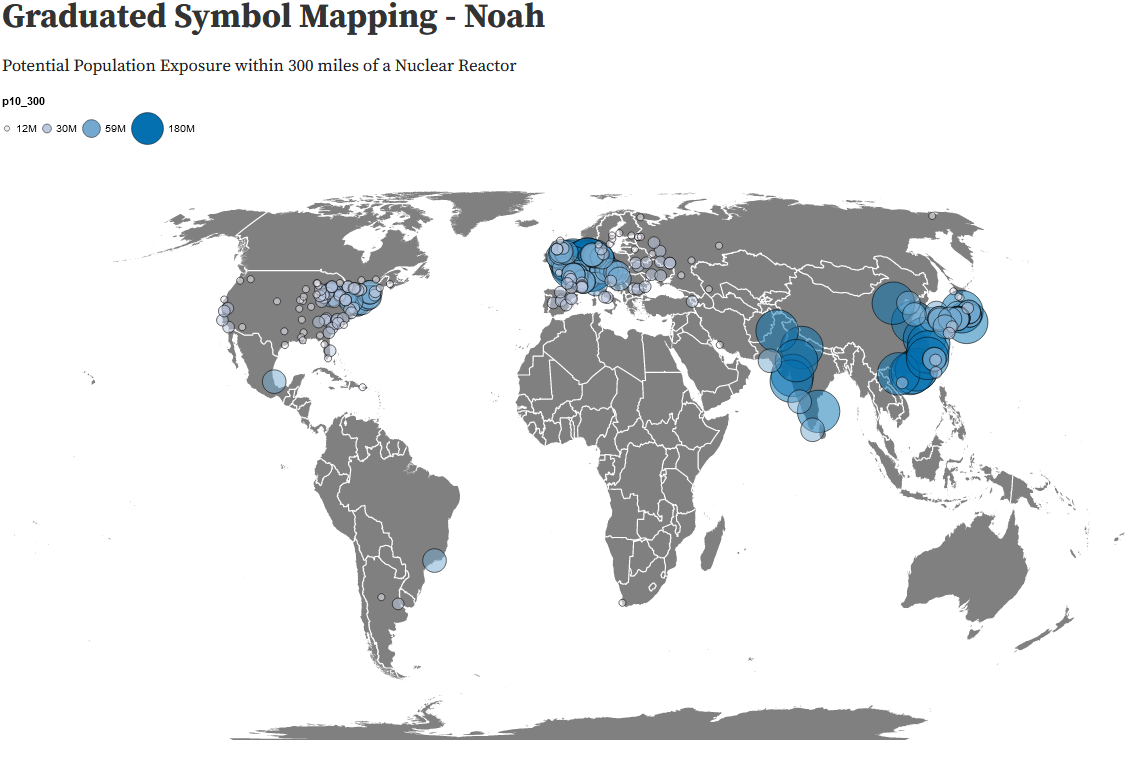 Graduated Symbol Mapping - Noah
Potential Population Exposure within 300 miles of a Nuclear Reactor
p10_300
12M 30M 59M 180M